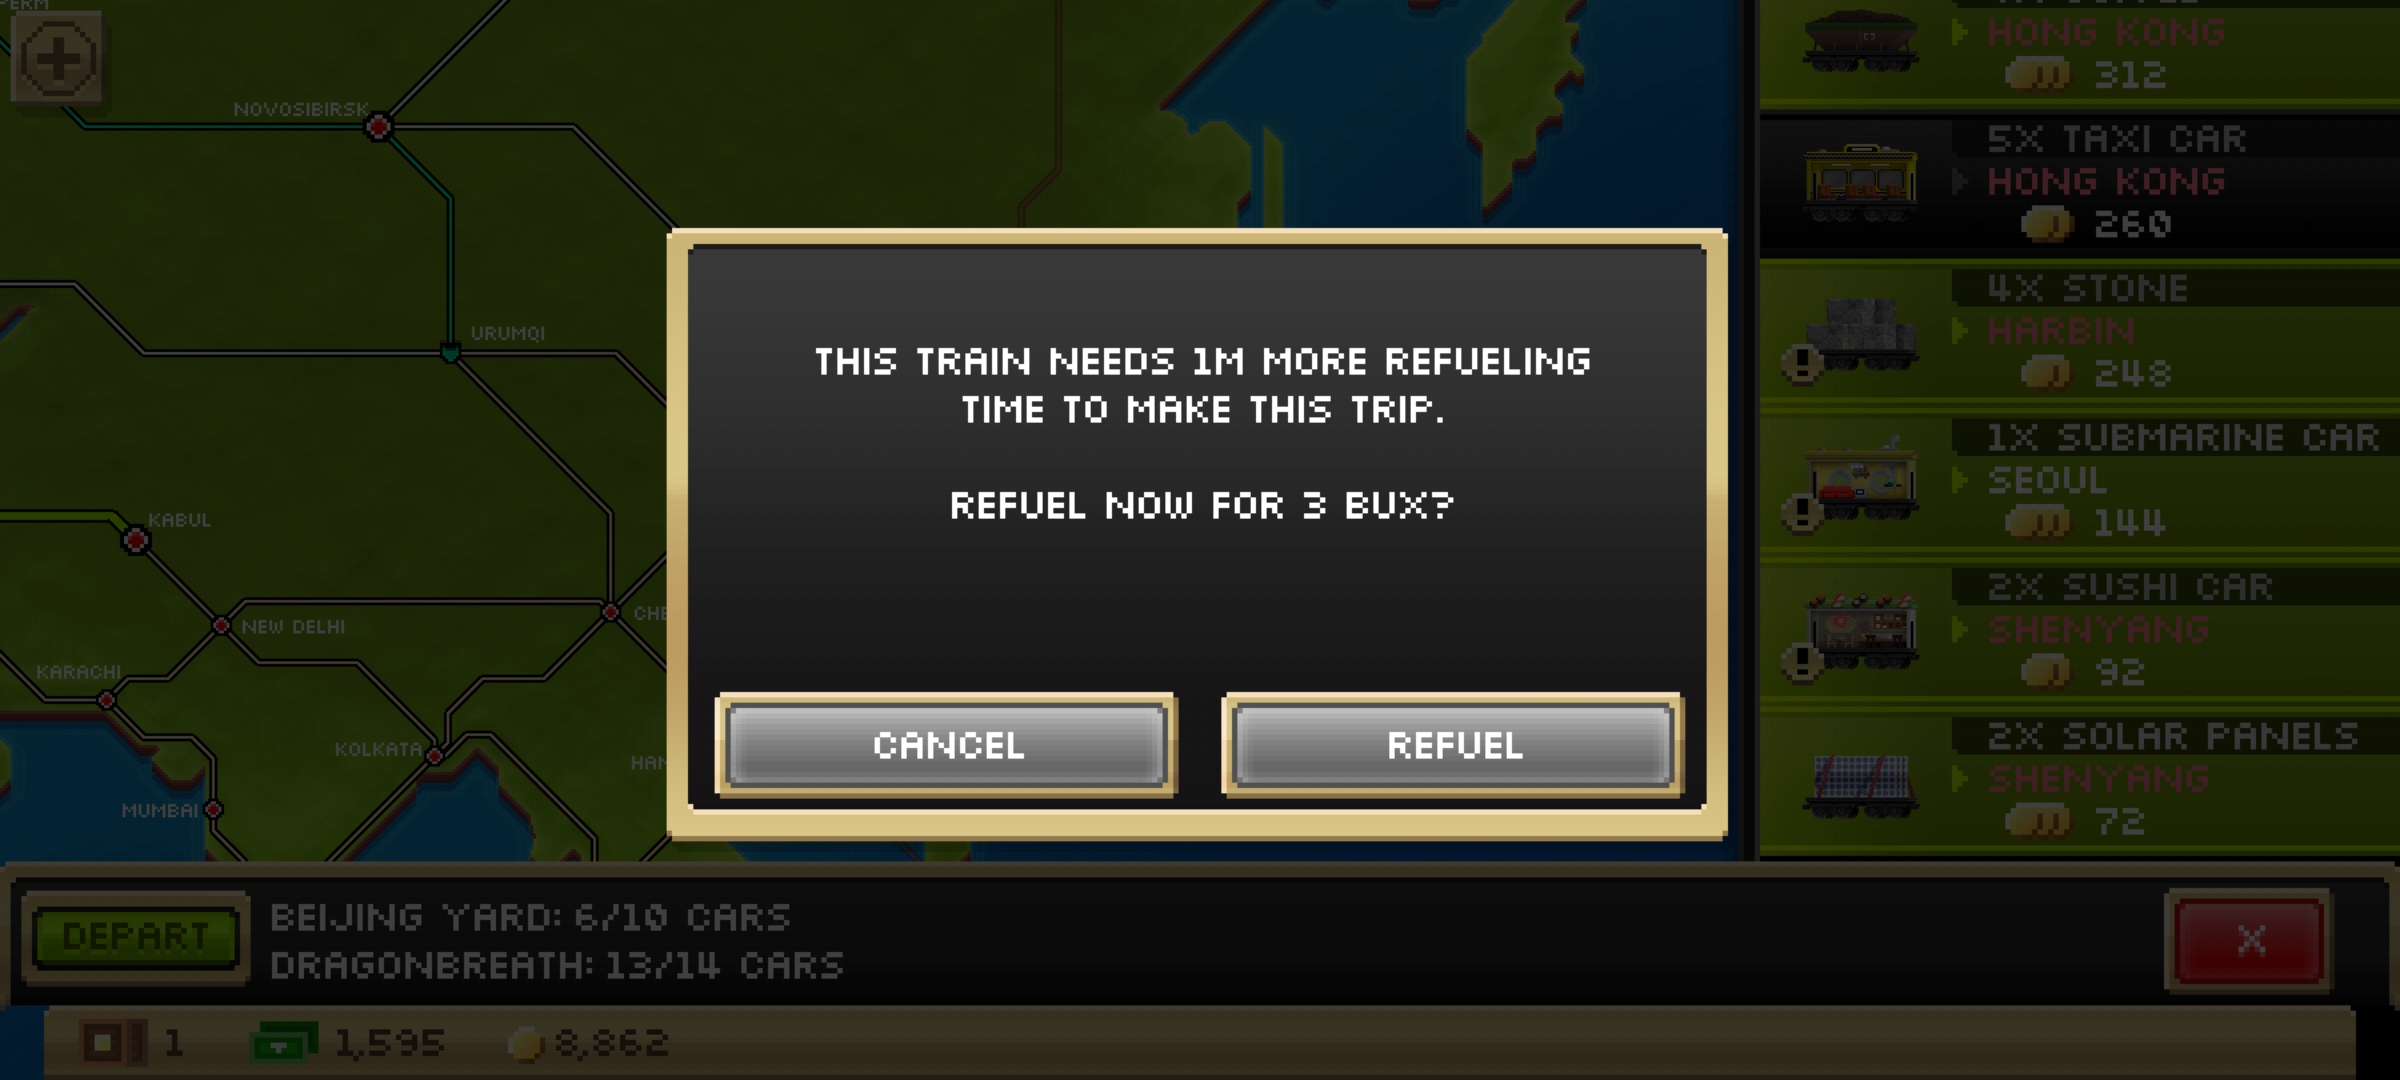 NOVOSIBIRSK
URUMQI
KABUL
NEW DELHI
KARACHI
KOLKATA
MUMBAI
THIS TRAIN NEEDS 1M MORE REFUELING
TIME TO MAKE THIS TRIP.
REFUEL NOW FOR 3 BUX?
CANCEL
REFUEL
HONG KONG
312
5X TAXI CAR
HONG KONG
260
4X STONE
HARBIN
248
1X SUBMARINE CAR
SEOUL
144
2X SUSHI CAR
SHENYANG
92
2X SOLAR PANELS
SHENYANG
72
DEPART
BEIJING YARD: 6/10 CARS
DRAGONBREATH: 13/14 CARS
X
1
1,595
8,862